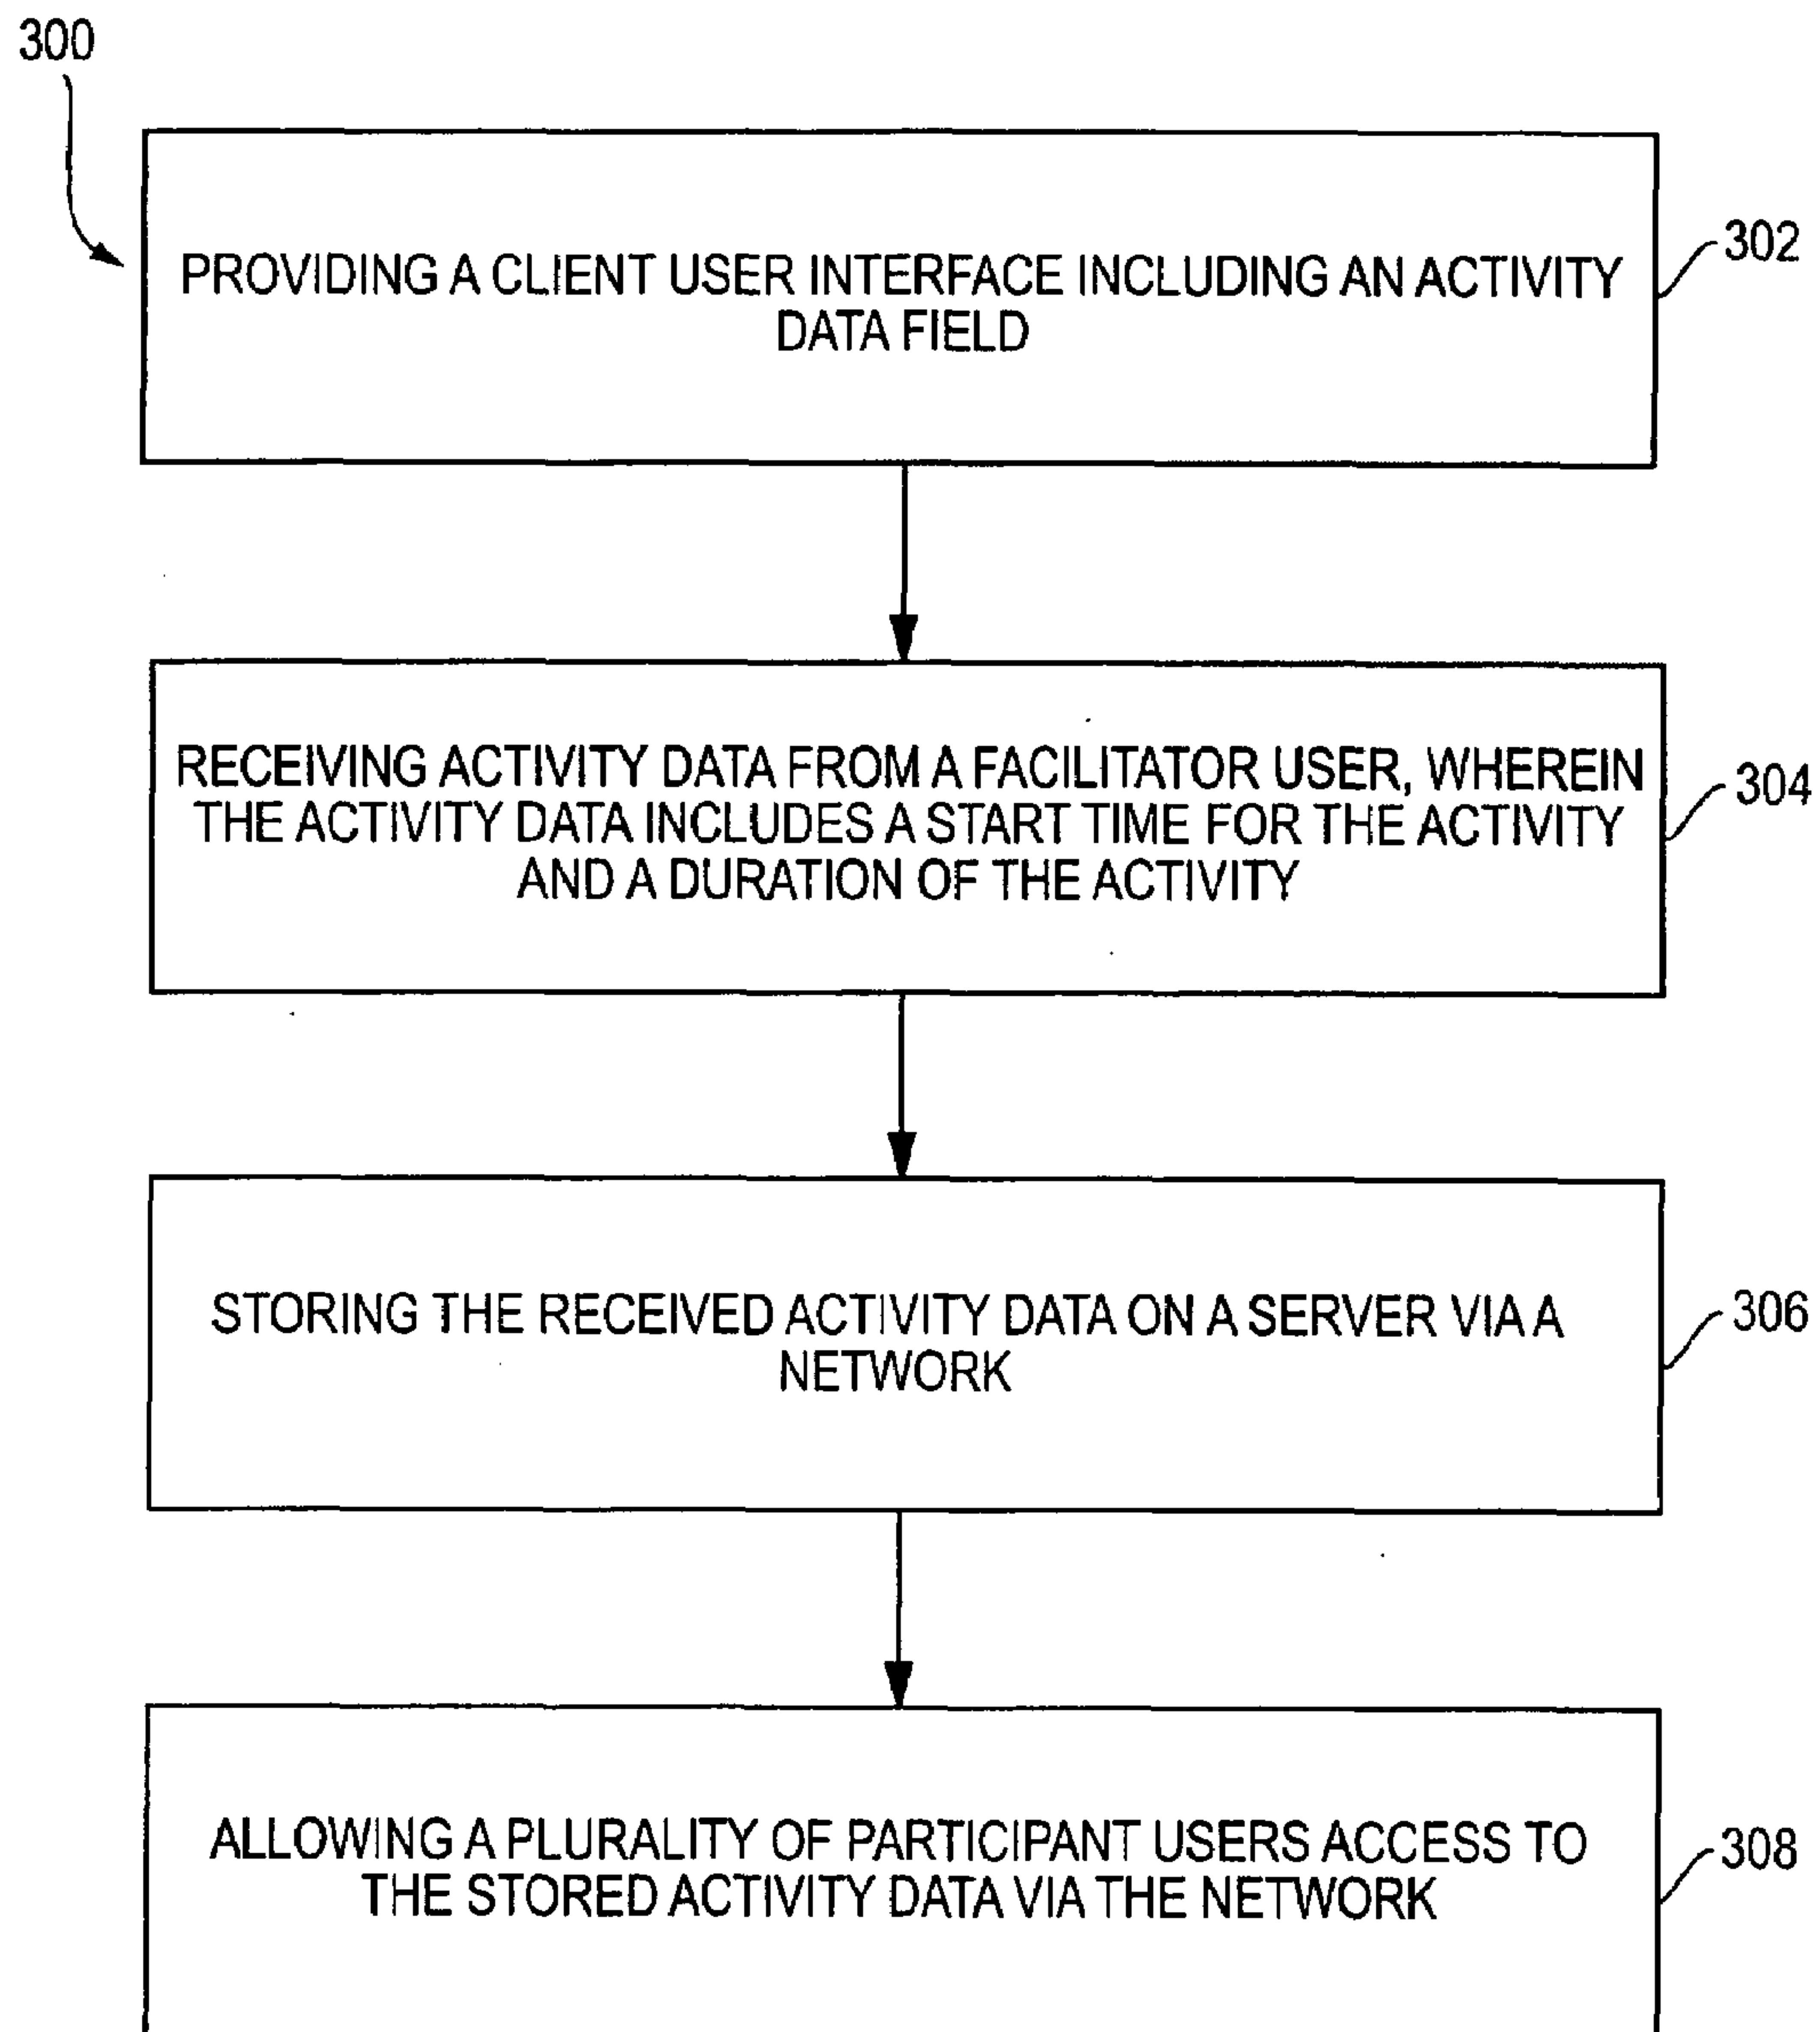 300
PROVIDING A CLIENT USER INTERFACE INCLUDING AN ACTIVITY
DATA FIELD
302
RECEIVING ACTIVITY DATA FROM A FACILITATOR USER, WHEREIN
THE ACTIVITY DATA INCLUDES A START TIME FOR THE ACTIVITY
AND A DURATION OF THE ACTIVITY
304
STORING THE RECEIVED ACTIVITY DATA ON A SERVER VIA A
NETWORK
306
ALLOWING A PLURALITY OF PARTICIPANT USERS ACCESS TO
THE STORED ACTIVITY DATA VIA THE NETWORK
308